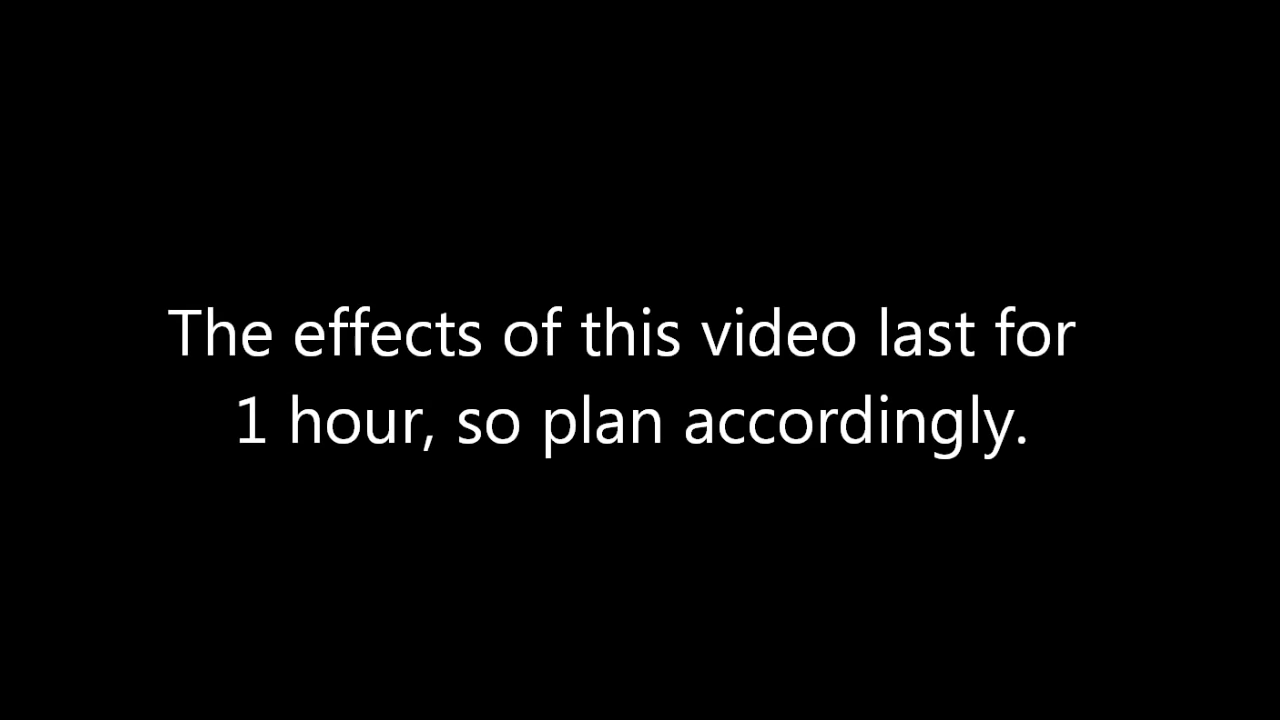 The effects of this video last for
1 hour, so plan accordingly.